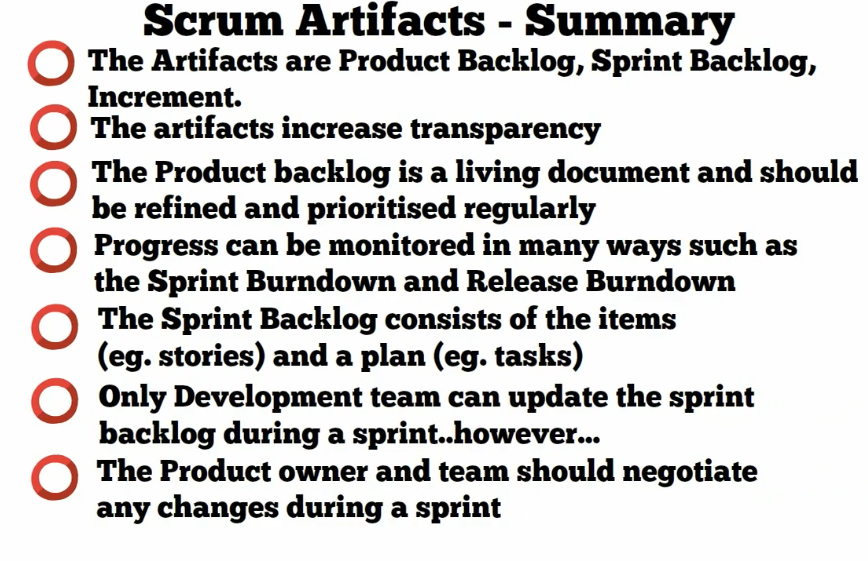 Scrum Artifacts - Summary
The Artifacts are Product Backlog, Sprint Backlog,
Increment.
The artifacts increase transparency
The Product backlog is a living document and should
be refined and prioritised regularly
Progress can be monitored in many ways such as
the Sprint Burndown and Release Burndown
The Sprint Backlog consists of the items
(eg. stories) and a plan (eg. tasks)
Only Development team can update the sprint
backlog during a sprint..however...
The Product owner and team should negotiate
any changes during a sprint